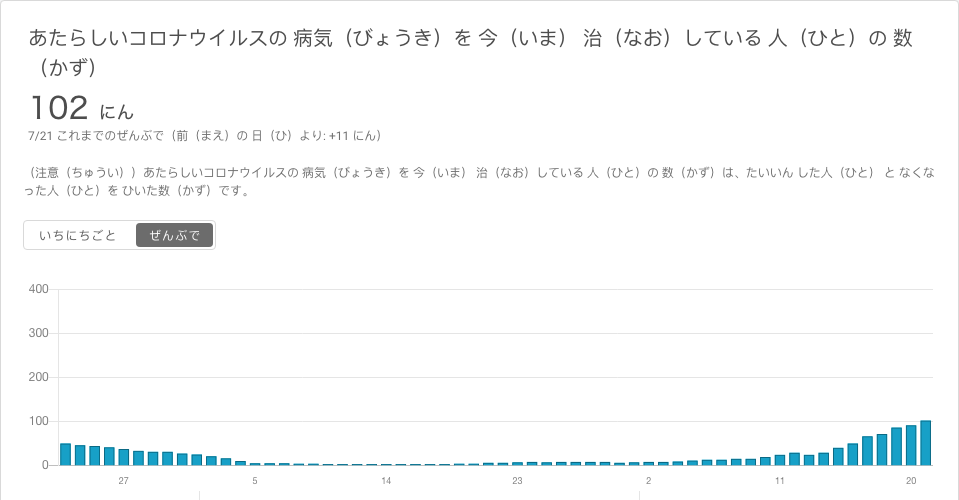 あたらしいコロナウイルスの 病気（びょうき）を 今（いま） 治（なお）している 人（ひと）の 数
（かず）
102 にん
7/21 これまでのぜんぶで（前（まえ）の 日（ひ）より: +11 にん）
（注意（ちゅうい））あたらしいコロナウイルスの 病気（びょうき）を 今（いま） 治（なお）している 人（ひと）の 数（かず）は、たいいん した人（ひと） と なくな
った人（ひと）を ひいた数（かず）です。
いちにちごと ぜんぶで
400
300
200
100
0
27 5 14 23 2 11 20